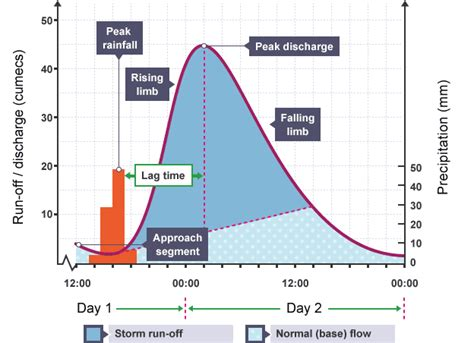 Run-off / discharge (cumecs)
50
40
30
20
10
Peak
rainfall
Rising
limb
Peak discharge
Falling
limb
Lag time
Approach
segment
Precipitation (mm)
50
40
30
20
10
0
12:00
00:00
12:00
00:00
Day 1
Day 2
Storm run-off
Normal (base) flow